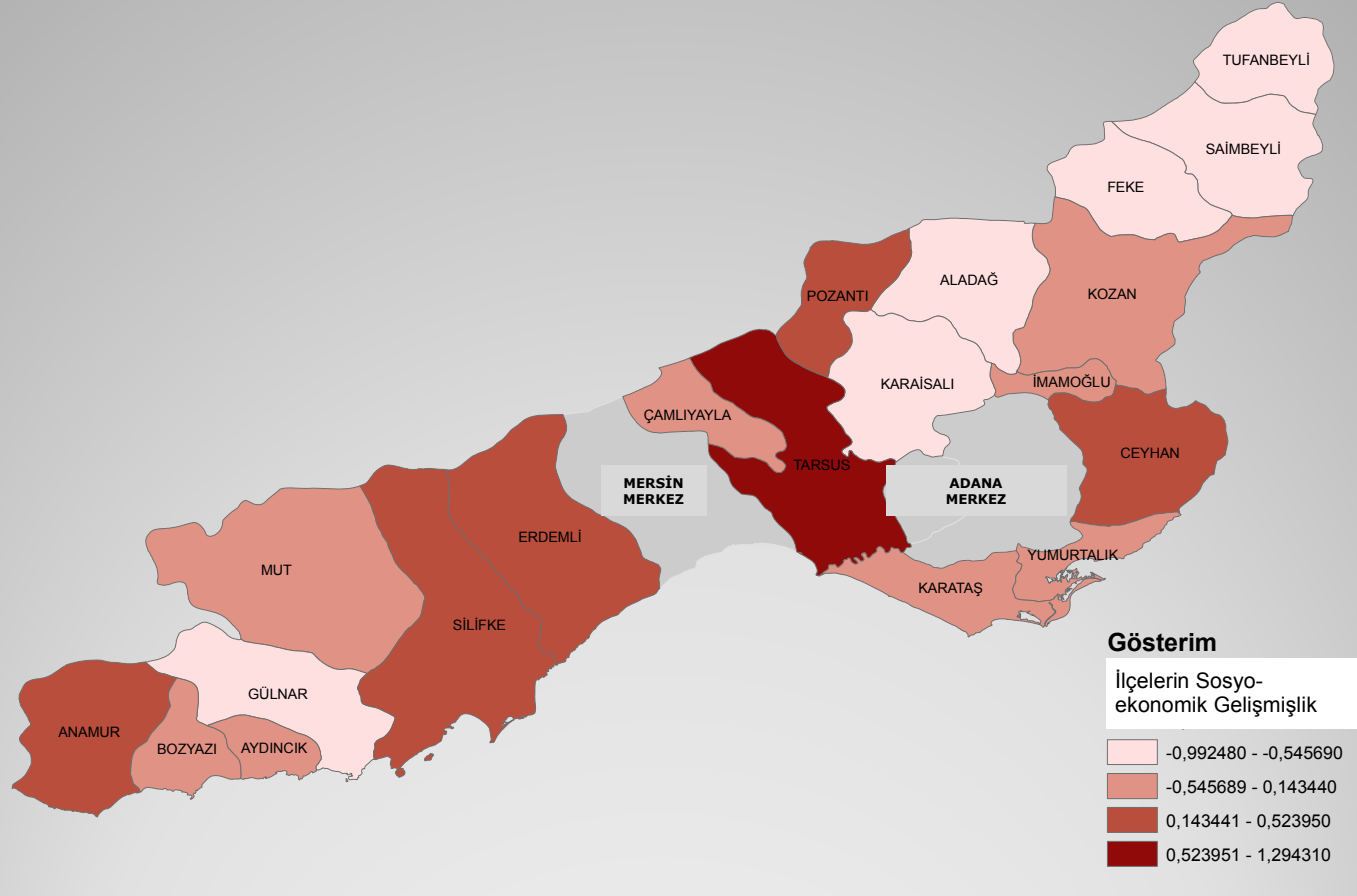 TUFANBEYLİ
SAİMBEYLİ
FEKE
ALADAĞ
KOZAN
POZANTI
KARAİSALI
İMAMOĞLU
ÇAMLIYAYLA
CEYHAN
TARSUS
MERSİN
MERKEZ
ADANA
MERKEZ
ERDEMLİ
YUMURTALIK
MUT
KARATAŞ
SİLİFKE
GÜLNAR
ANAMUR
BOZYAZI
AYDINCIK
Gösterim
İlçelerin Sosyo-
ekonomik Gelişmişlik
-0,992480 - -0,545690
-0,545689 - 0,143440
0,143441 - 0,523950
0,523951 - 1,294310